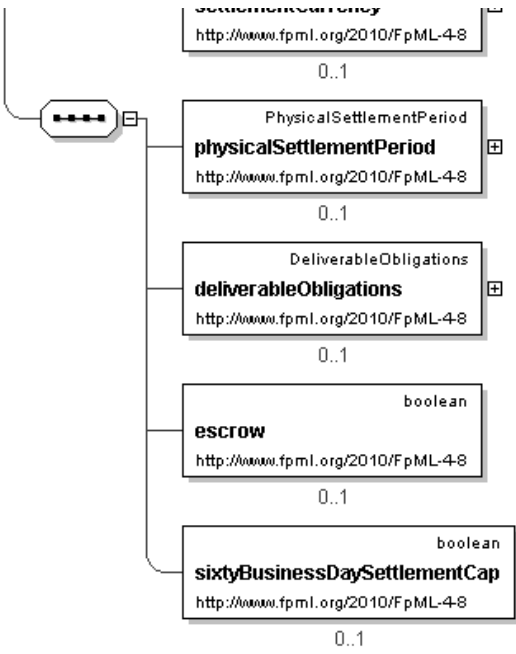 settlementCurrency
http://www.fpml.org/2010/FpML-4-8
0..1
PhysicalSettlementPeriod
physicalSettlementPeriod
http://www.fpml.org/2010/FpML-4-8
0..1
DeliverableObligations
deliverableObligations
http://www.fpml.org/2010/FpML-4-8
0..1
boolean
escrow
http://www.fpml.org/2010/FpML-4-8
0..1
boolean
sixtyBusinessDaySettlementCap
http://www.fpml.org/2010/FpML-4-8
0..1